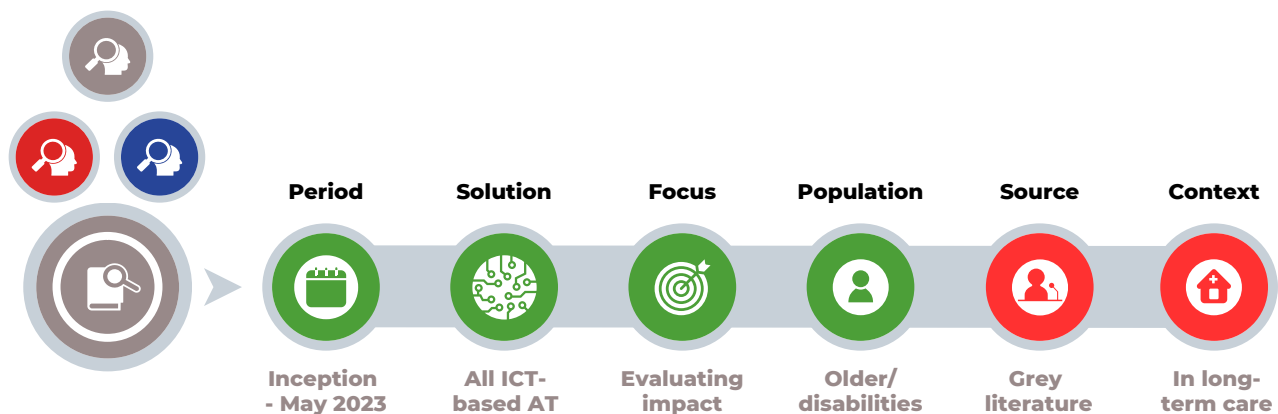 Period
Solution
Focus
Population
Source
Context
Inception
- May 2023
All ICT-
based AT
Evaluating
impact
Older/
disabilities
Grey
literature
In long-
term care